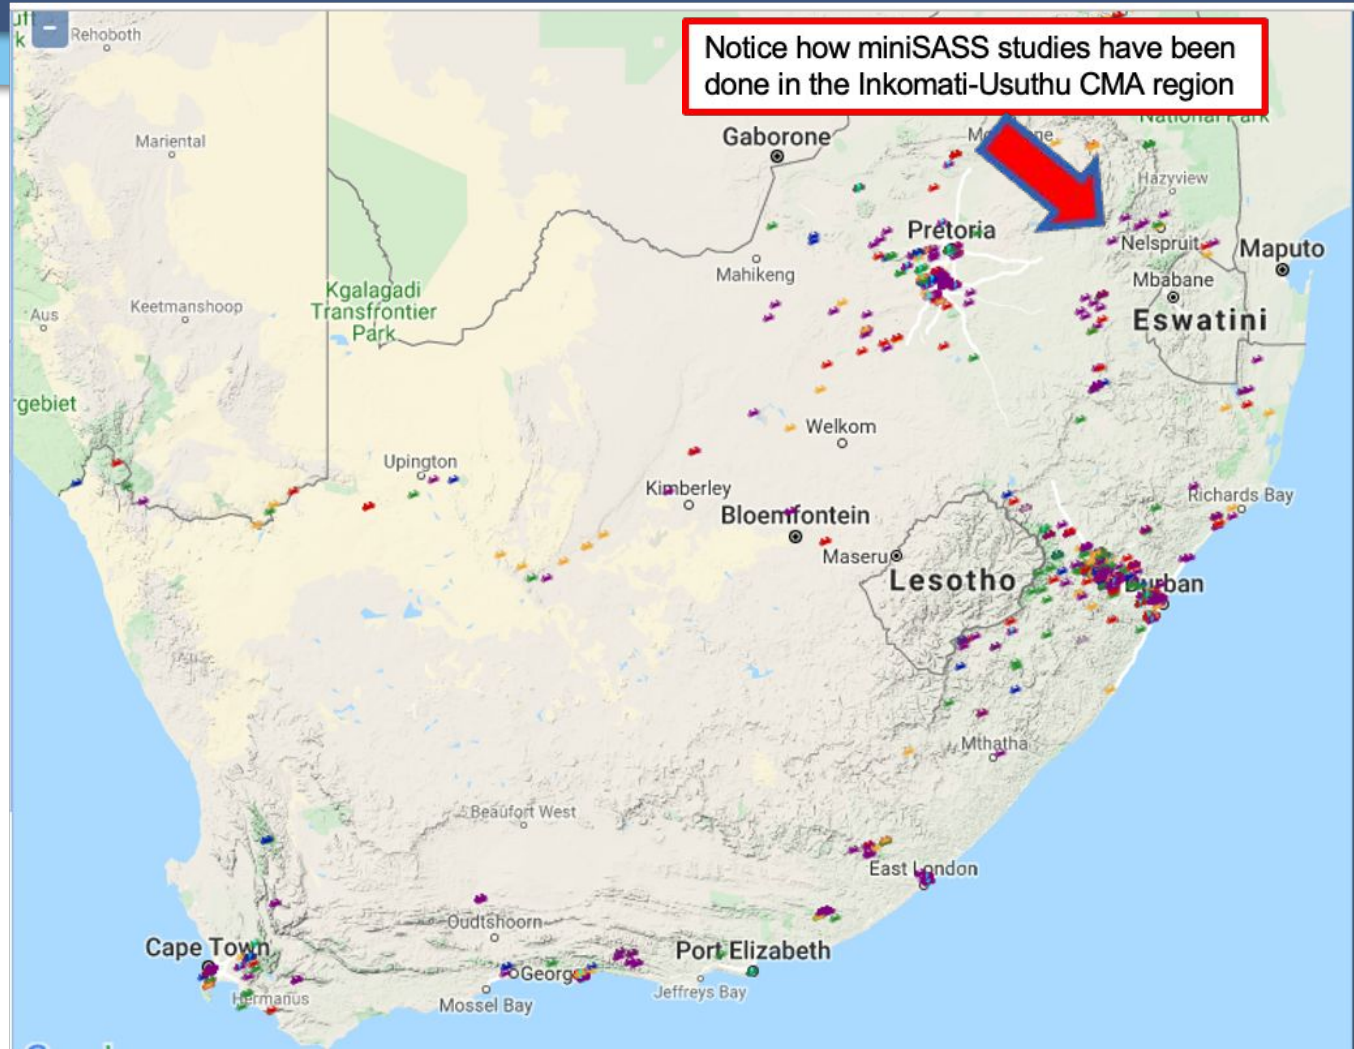 Rehoboth
Notice how miniSASS studies have been
done in the Inkomati-Usuthu CMA region
National Park
Gaborone
Mariental
Hazyview
Pretoria
Nelspruit
Maputo
Mahikeng
Mbabane
Kgalagadi
Transfrontier
Park
Keetmanshoop
Aus
Eswatini
Welkom
Upington
Kimberley
Richards Bay
Bloemfontein
Maseru
Lesotho
Durban
Mthatha
Beaufort West
East London
Oudtshoorn
Cape Town
Port Elizabeth
George
Hermanus
Mossel Bay
Jeffreys Bay